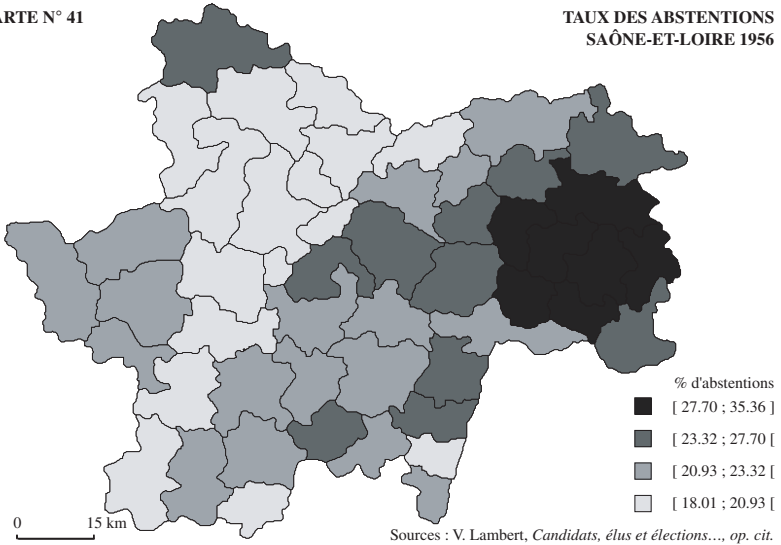 ARTE N° 41
TAUX DES ABSTENTIONS
SAÔNE-ET-LOIRE 1956
% d'abstentions
[ 27.70 ; 35.36 ]
[ 23.32 ; 27.70 [
[ 20.93 ; 23.32 [
[ 18.01 ; 20.93 [
0 15 km
Sources : V. Lambert, Candidats, élus et élections…, op. cit.